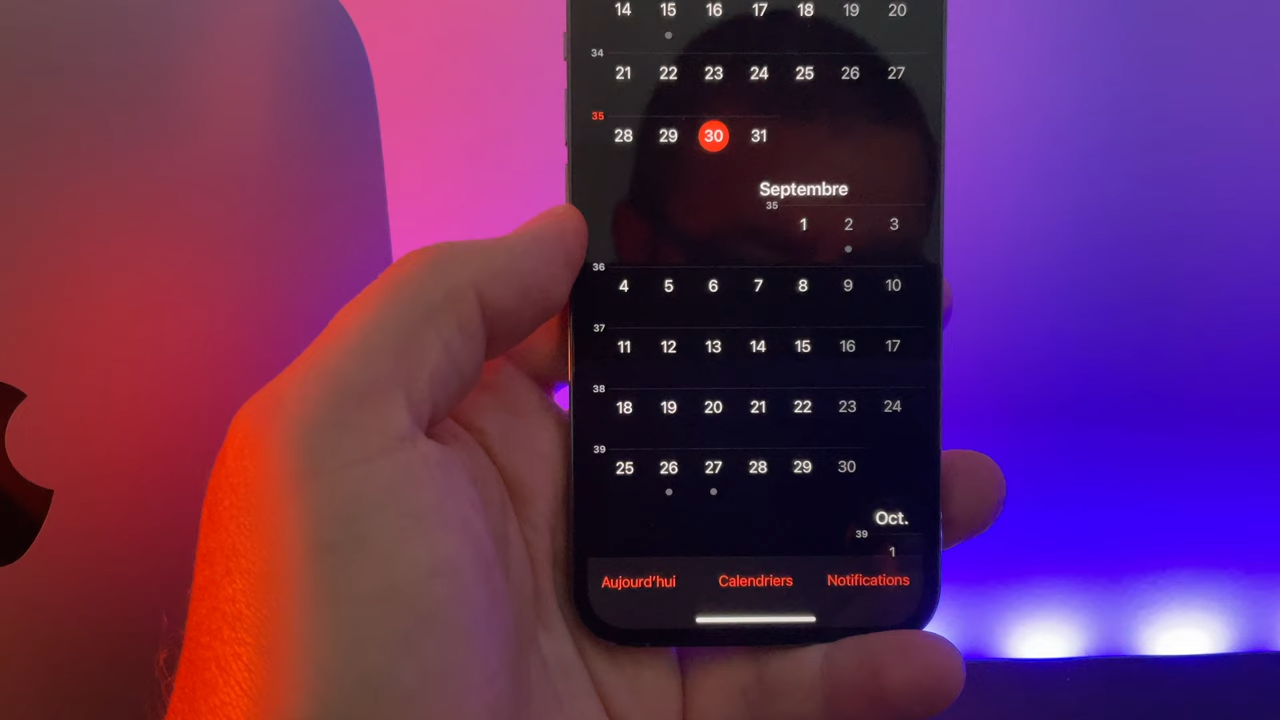 14 15 16 17 18 19 20
34
21 22 23 24 25 26 27
35
28 29 30 31
Septembre
35
1 2 3
36
4 5 6 7 8 9 10
37
11 12 13 14 15 16 17
38
18 19 20 21 22 23 24
39
25 26 27 28 29 30
Oct.
39
1
Aujourd'hui Calendriers Notifications